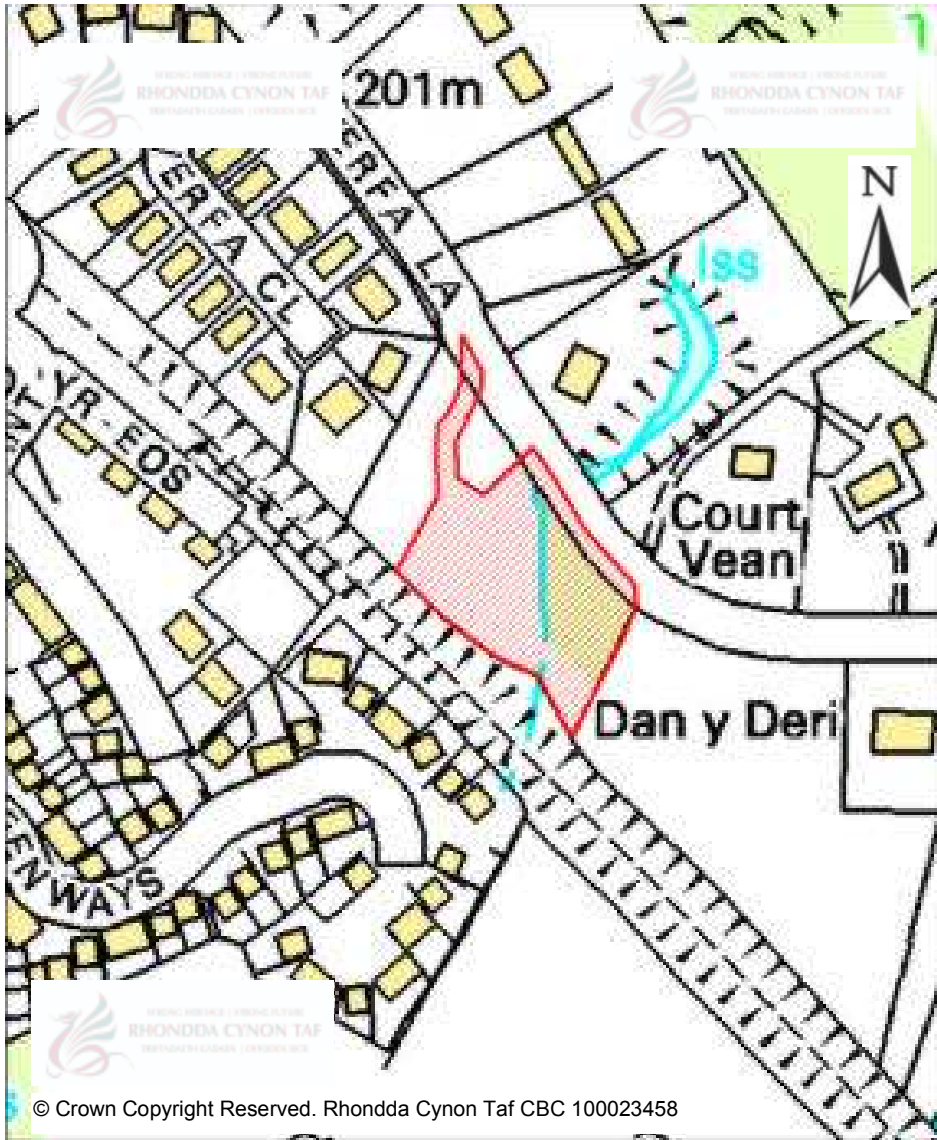 RHONDDA CYNON TAF
201m
RHONDDA CYNON TAF
N
ERFA LA
ERFA CL
Iss
YR EOS
Court
Vean
Dan y Deri
ENWAYS
RHONDDA CYNON TAF
© Crown Copyright Reserved. Rhondda Cynon Taf CBC 100023458